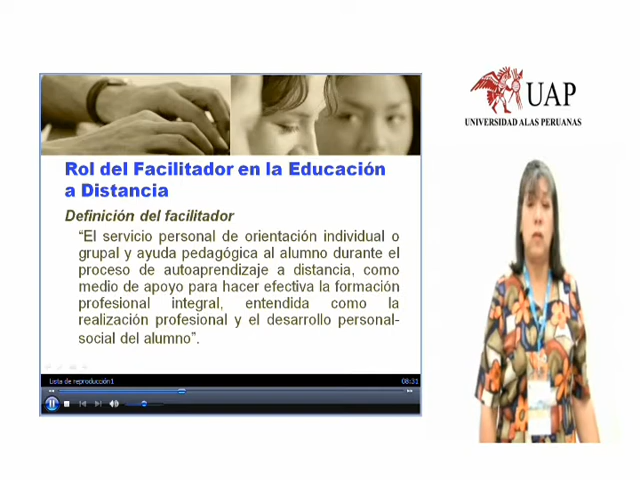 UAP
UNIVERSIDAD ALAS PERUANAS
Rol del Facilitador en la Educación
a Distancia
Definición del facilitador
“El servicio personal de orientación individual o
grupal y ayuda pedagógica al alumno durante el
proceso de autoaprendizaje a distancia, como
medio de apoyo para hacer efectiva la formación
profesional integral, entendida como la
realización profesional y el desarrollo personal-
social del alumno”.
Lista de reproducción1
08:31